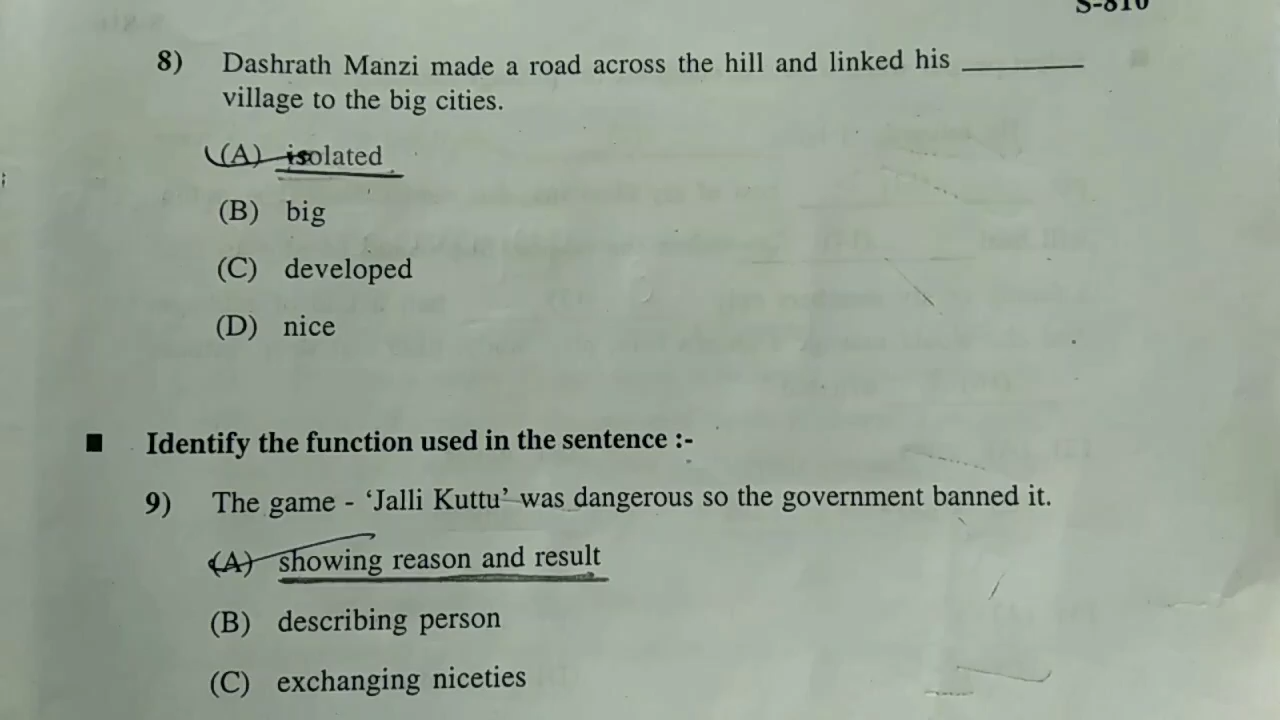 S-810
8) Dashrath Manzi made a road across the hill and linked his ________
village to the big cities.
(A) isolated
(B) big
(C) developed
(D) nice
■ Identify the function used in the sentence :-
9) The game - ‘Jalli Kuttu’ was dangerous so the government banned it.
(A) showing reason and result
(B) describing person
(C) exchanging niceties